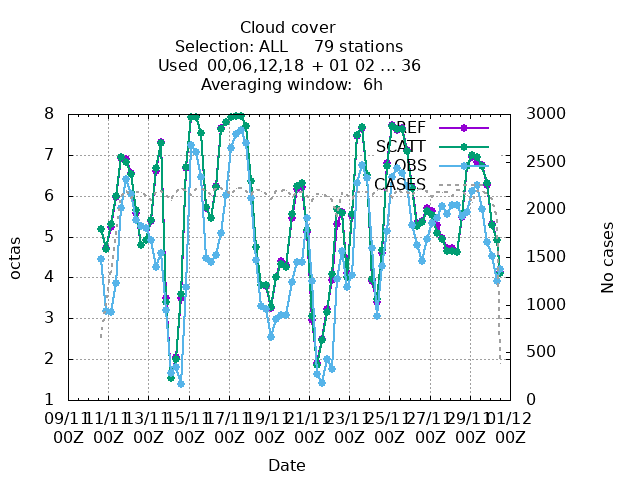 Cloud cover
Selection: ALL 79 stations
Used 00,06,12,18 + 01 02 ... 36
Averaging window: 6h
8
7
6
5
4
3
2
1
octas
3000
2500
2000
1500
1000
500
0
No cases
REF
SCATT
OBS
CASES
09/11 11/11 13/11 15/11 17/11 19/11 21/11 23/11 25/11 27/11 29/11 01/12
00Z 00Z 00Z 00Z 00Z 00Z 00Z 00Z 00Z 00Z 00Z 00Z
Date